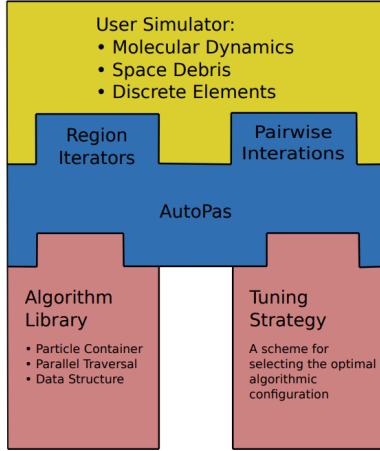 User Simulator:
• Molecular Dynamics
• Space Debris
• Discrete Elements
Region
Iterators
Pairwise
Interations
AutoPas
Algorithm
Library
• Particle Container
• Parallel Traversal
• Data Structure
Tuning
Strategy
A scheme for
selecting the optimal
algorithmic
configuration